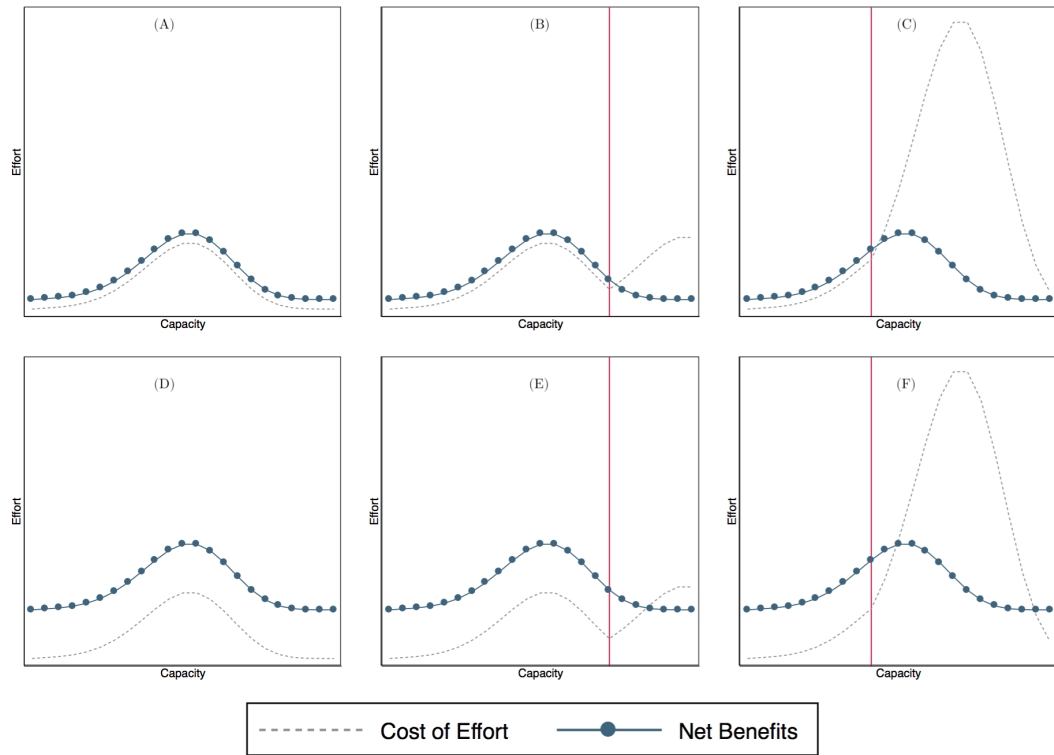 (A)
(B)
(C)
Effort
Effort
Effort
Capacity
Capacity
Capacity
(D)
(E)
(F)
Effort
Effort
Effort
Capacity
Capacity
Capacity
Cost of Effort
Net Benefits